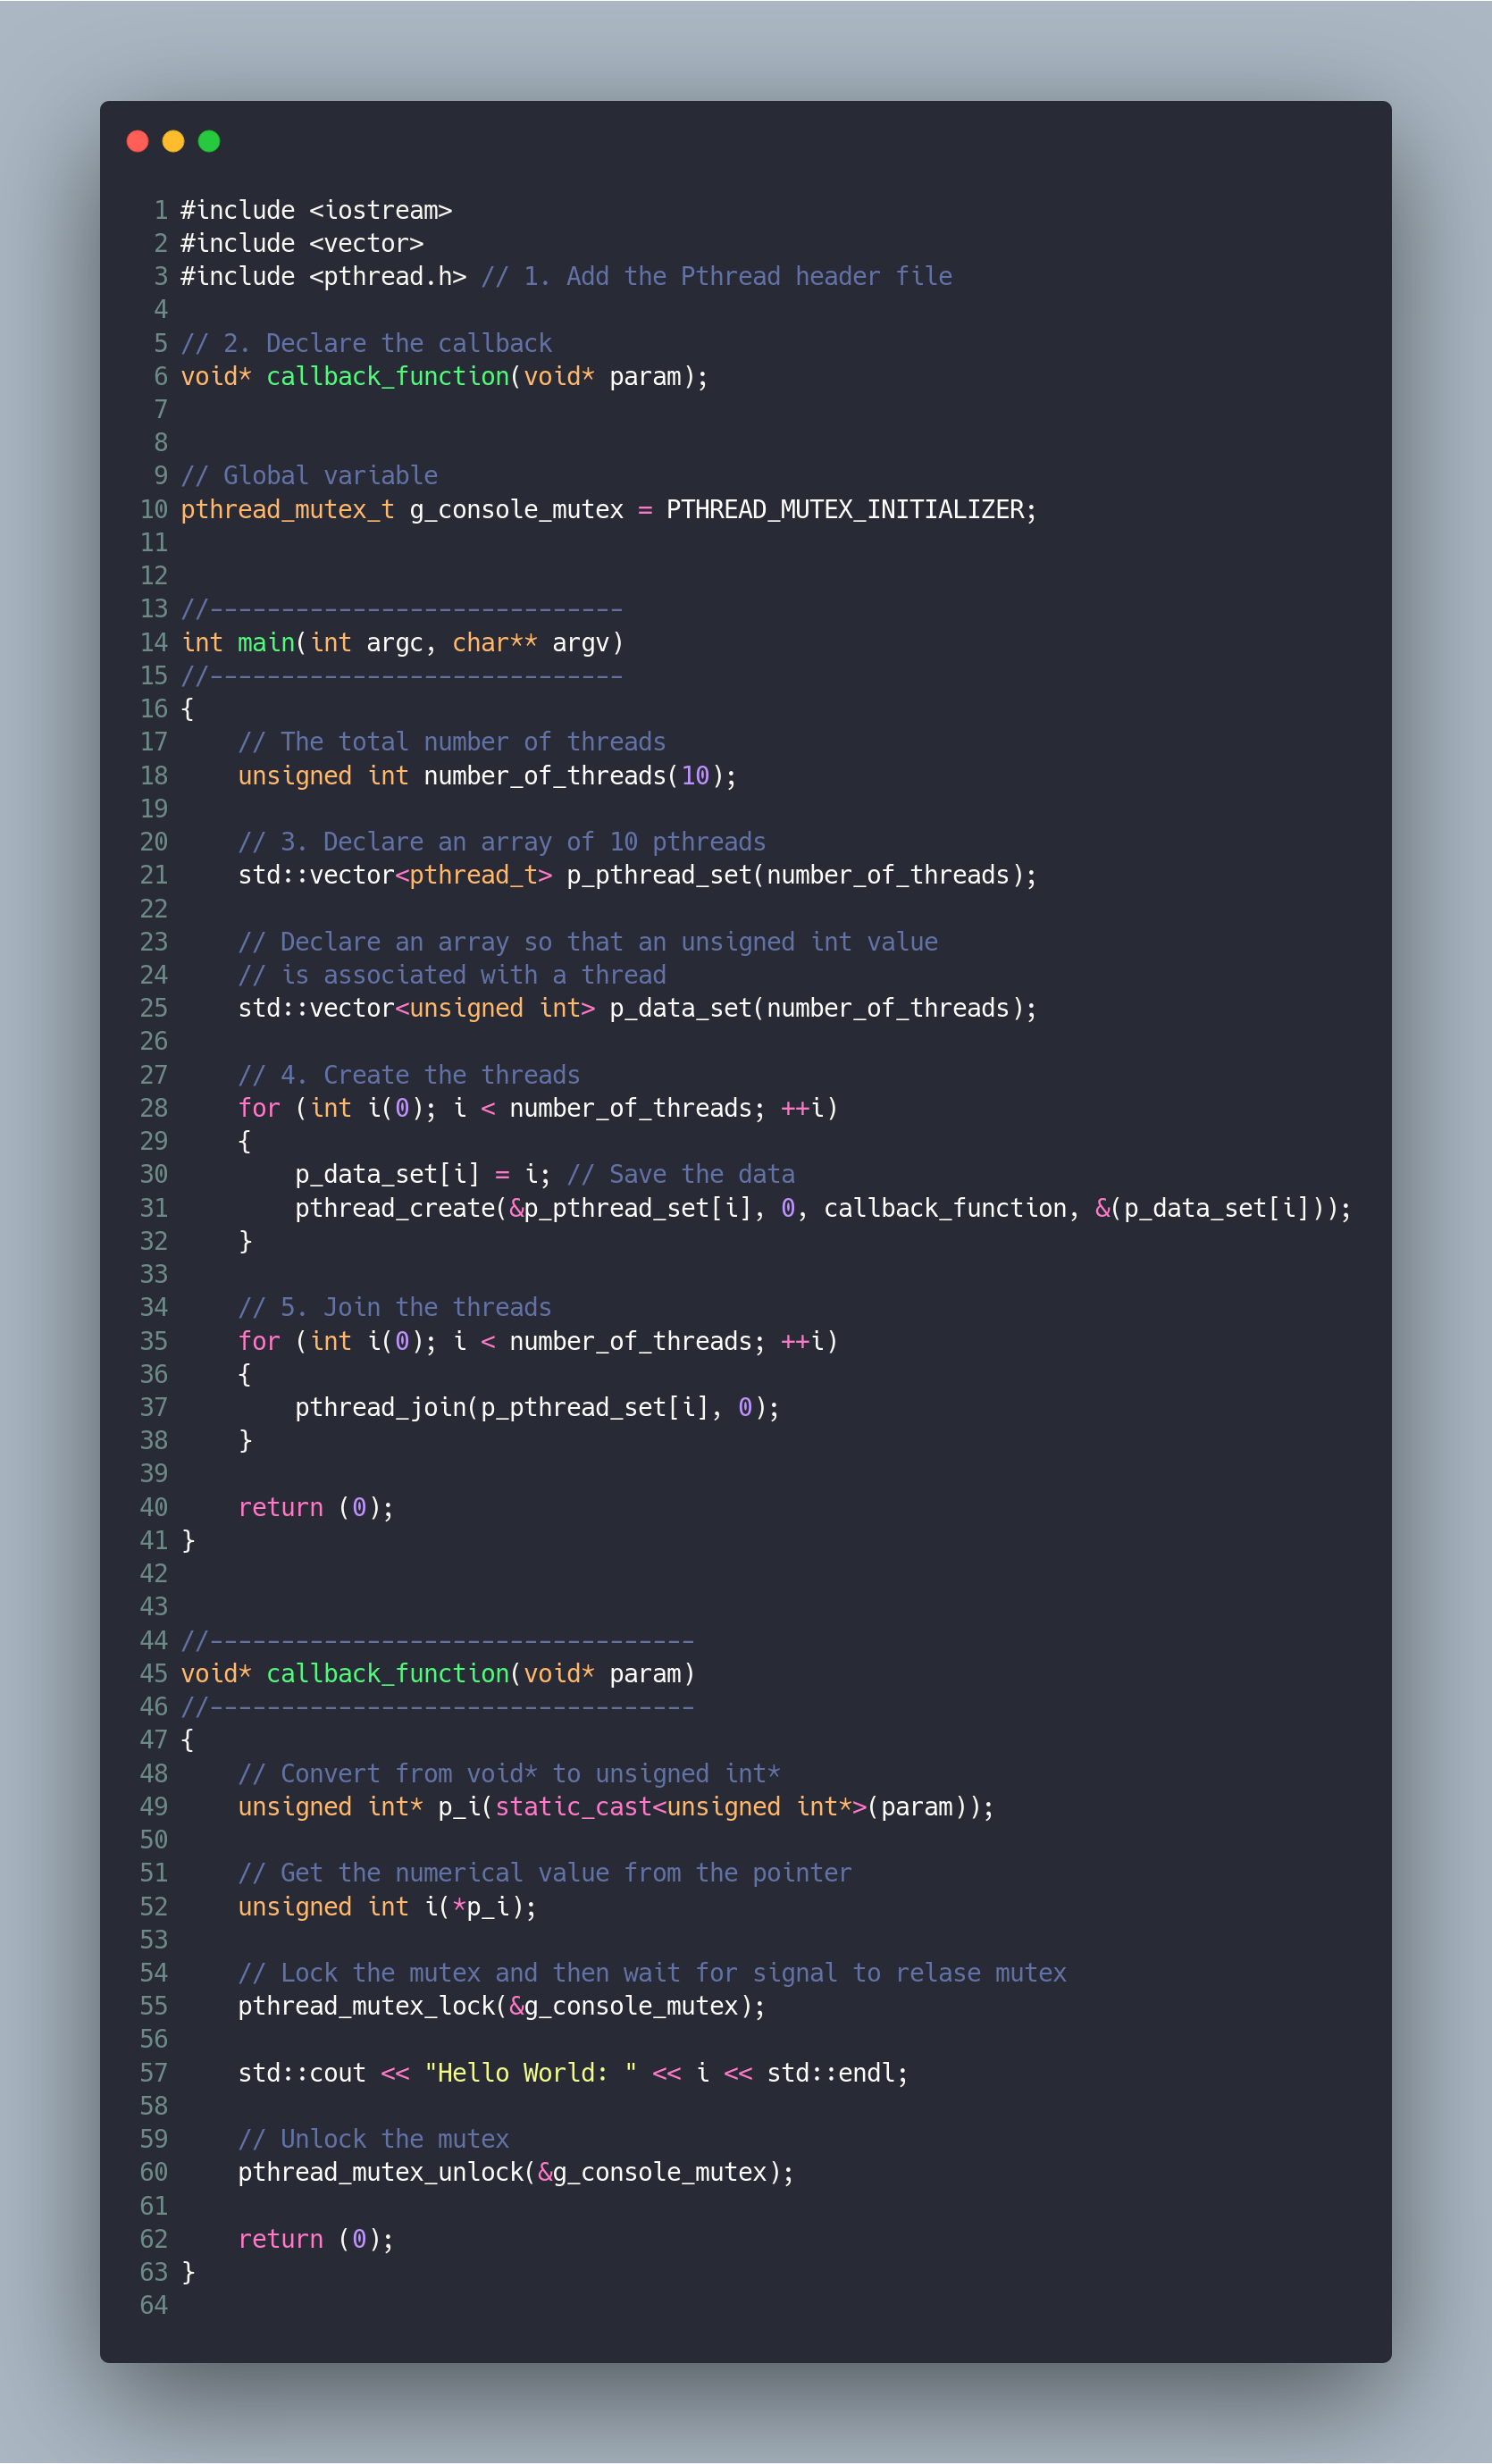 1 #include <iostream>
2 #include <vector>
3 #include <pthread.h> // 1. Add the Pthread header file
4
5 // 2. Declare the callback
6 void* callback_function(void* param);
7
8
9 // Global variable
10 pthread_mutex_t g_console_mutex = PTHREAD_MUTEX_INITIALIZER;
11
12
13 //-----------------------------
14 int main(int argc, char** argv)
15 //-----------------------------
16 {
17     // The total number of threads
18     unsigned int number_of_threads(10);
19
20     // 3. Declare an array of 10 pthreads
21     std::vector<pthread_t> p_pthread_set(number_of_threads);
22
23     // Declare an array so that an unsigned int value
24     // is associated with a thread
25     std::vector<unsigned int> p_data_set(number_of_threads);
26
27     // 4. Create the threads
28     for (int i(0); i < number_of_threads; ++i)
29     {
30         p_data_set[i] = i; // Save the data
31         pthread_create(&p_pthread_set[i], 0, callback_function, &(p_data_set[i]));
32     }
33
34     // 5. Join the threads
35     for (int i(0); i < number_of_threads; ++i)
36     {
37         pthread_join(p_pthread_set[i], 0);
38     }
39
40     return (0);
41 }
42
43
44 //----------------------------------
45 void* callback_function(void* param)
46 //----------------------------------
47 {
48     // Convert from void* to unsigned int*
49     unsigned int* p_i(static_cast<unsigned int*>(param));
50
51     // Get the numerical value from the pointer
52     unsigned int i(*p_i);
53
54     // Lock the mutex and then wait for signal to relase mutex
55     pthread_mutex_lock(&g_console_mutex);
56
57     std::cout << "Hello World: " << i << std::endl;
58
59     // Unlock the mutex
60     pthread_mutex_unlock(&g_console_mutex);
61
62     return (0);
63 }
64